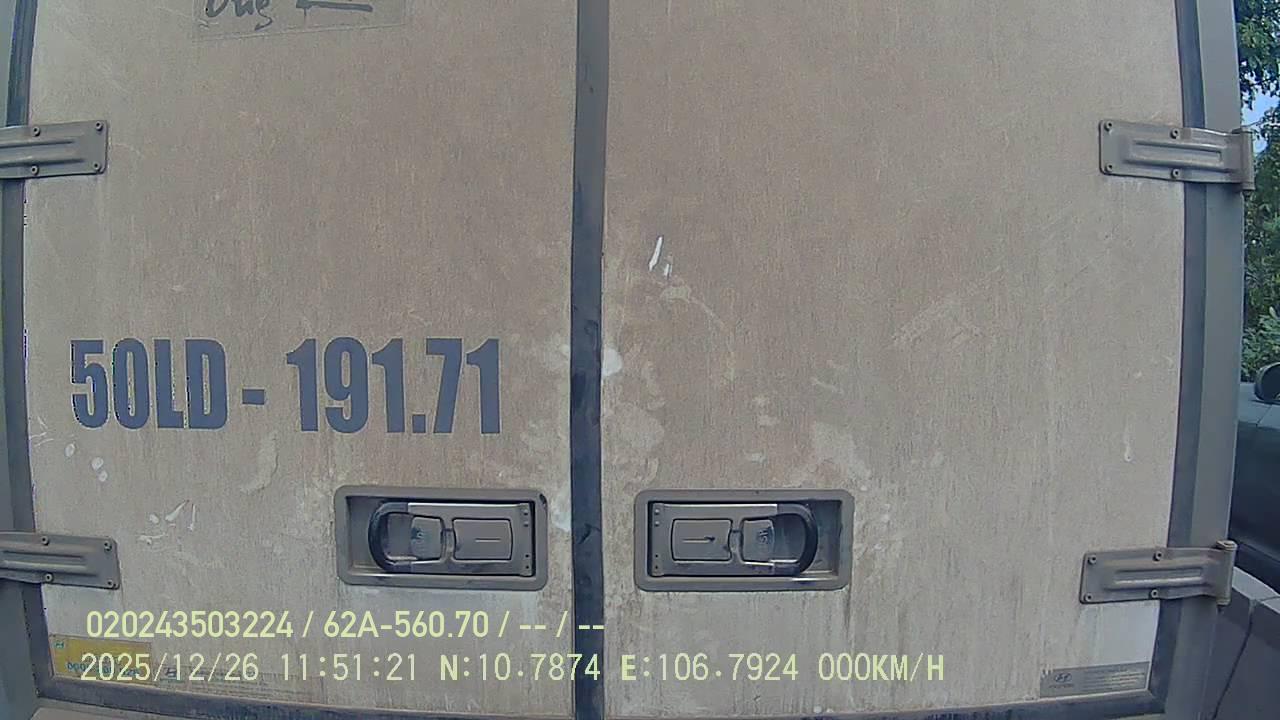 50LD - 191.71
020243503224 / 62A-560.70 / -- / --
2025/12/26 11:51:21 N:10.7874 E:106.7924 000KM/H